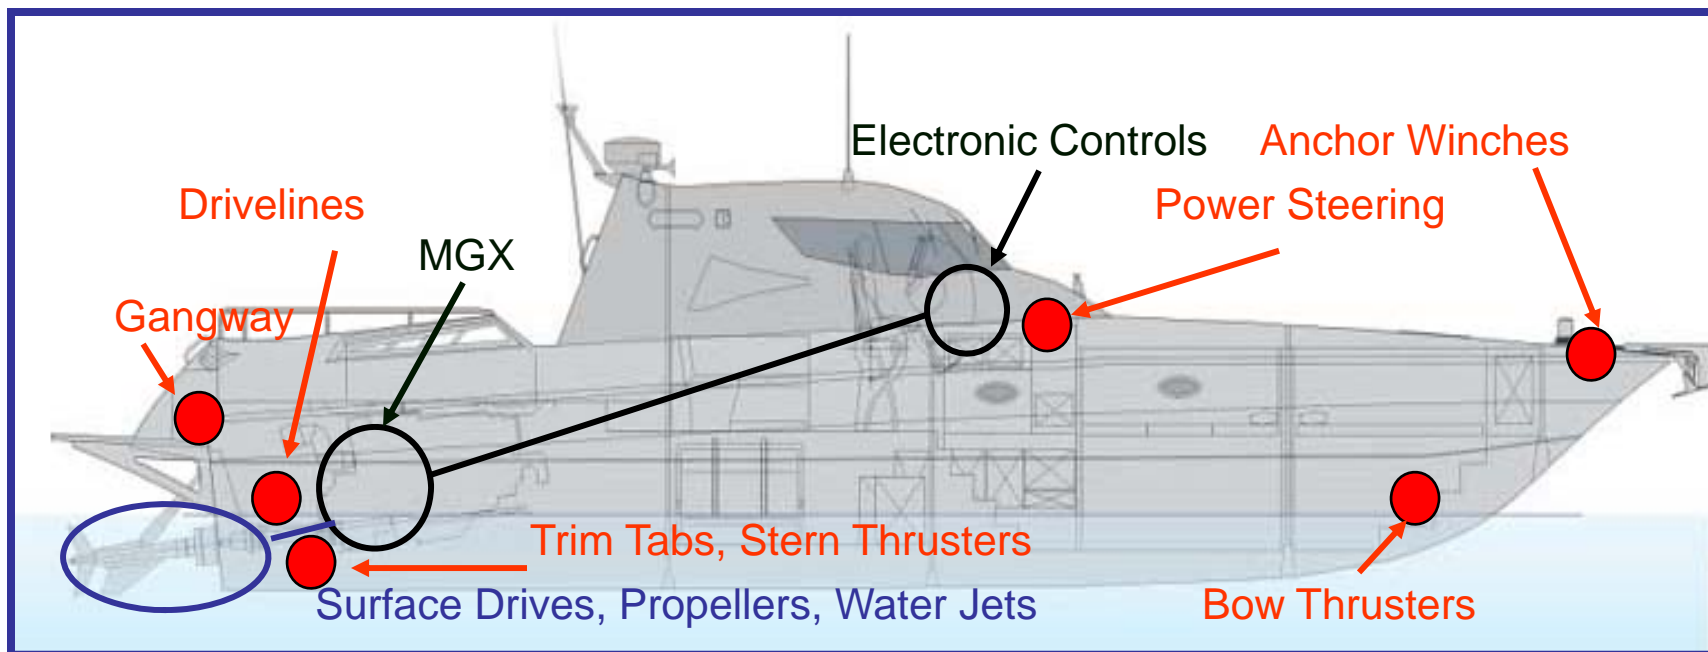 Electronic Controls
Anchor Winches
Drivelines
Power Steering
MGX
Gangway
Trim Tabs, Stern Thrusters
Surface Drives, Propellers, Water Jets
Bow Thrusters